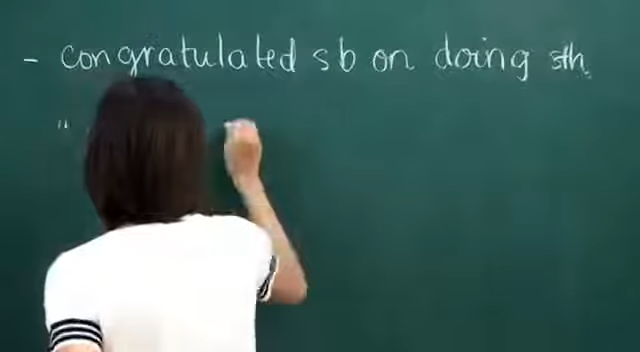 - congratulated sb on doing sth.
"